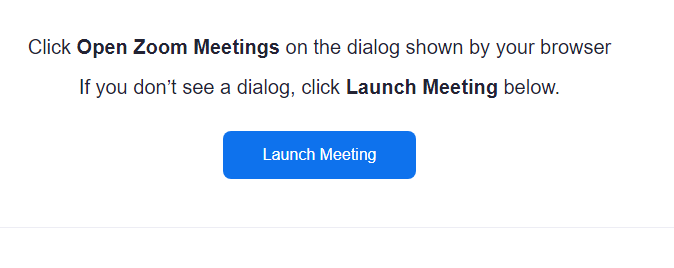 Click Open Zoom Meetings on the dialog shown by your browser
If you don’t see a dialog, click Launch Meeting below.
Launch Meeting